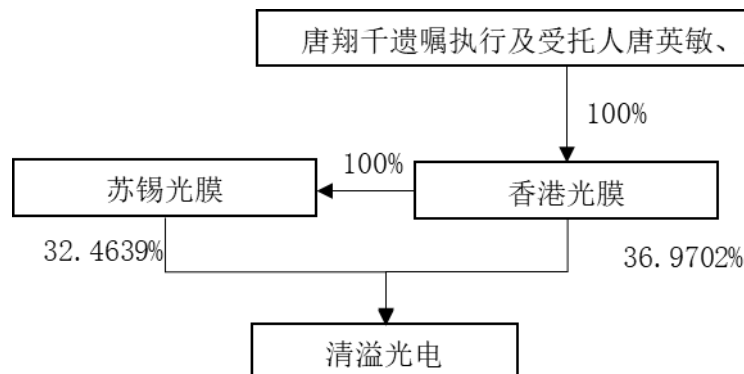 唐翔千遗嘱执行及受托人唐英敏、
100%
100%
苏锡光膜
香港光膜
32.4639%
36.9702%
清溢光电